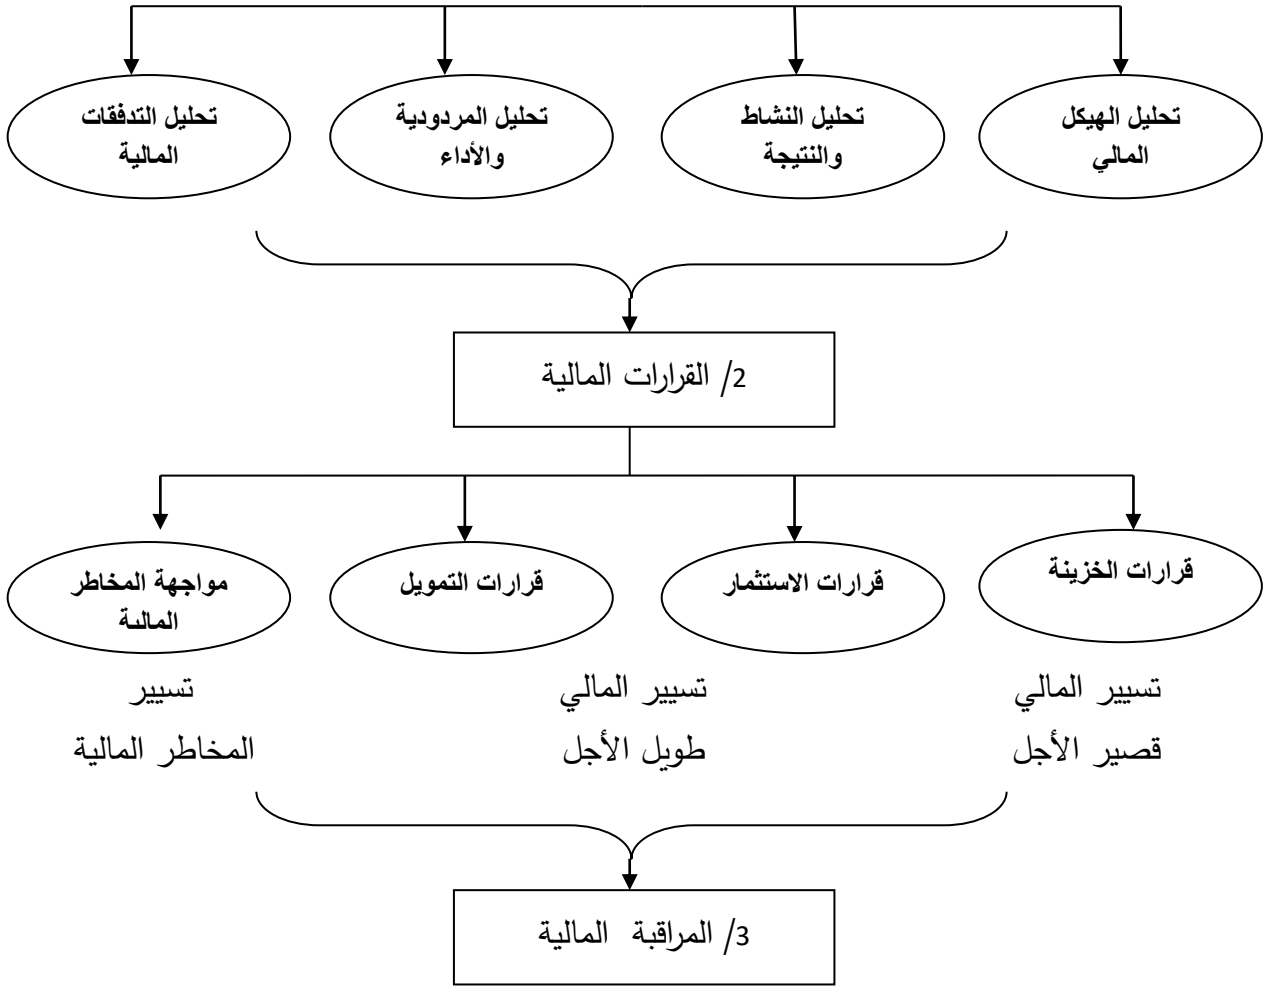 تحليل الهيكل
المالي
تحليل النشاط
والنتيجة
تحليل المردودية
والأداء
تحليل التدفقات
المالية
2/ القرارات المالية
قرارات الخزينة
قرارات الاستثمار
قرارات التمويل
مواجهة المخاطر
المالية
تسيير المالي
قصير الأجل
تسيير المالي
طويل الأجل
تسيير
المخاطر المالية
3/ المراقبة المالية